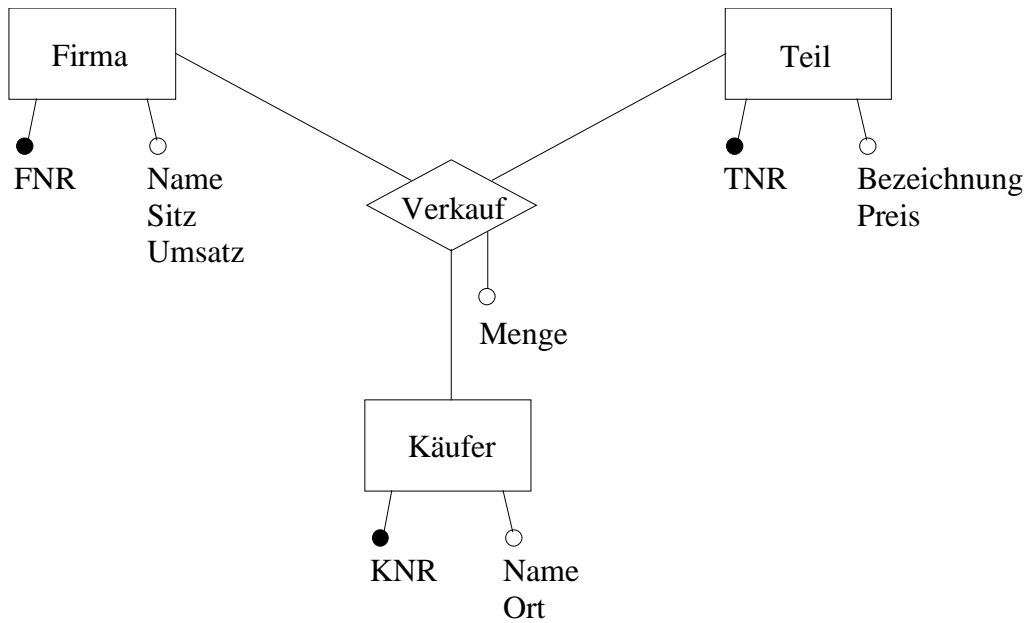 Firma
Teil
FNR
Name
Sitz
Umsatz
TNR
Bezeichnung
Preis
Verkauf
Menge
Käufer
KNR
Name
Ort